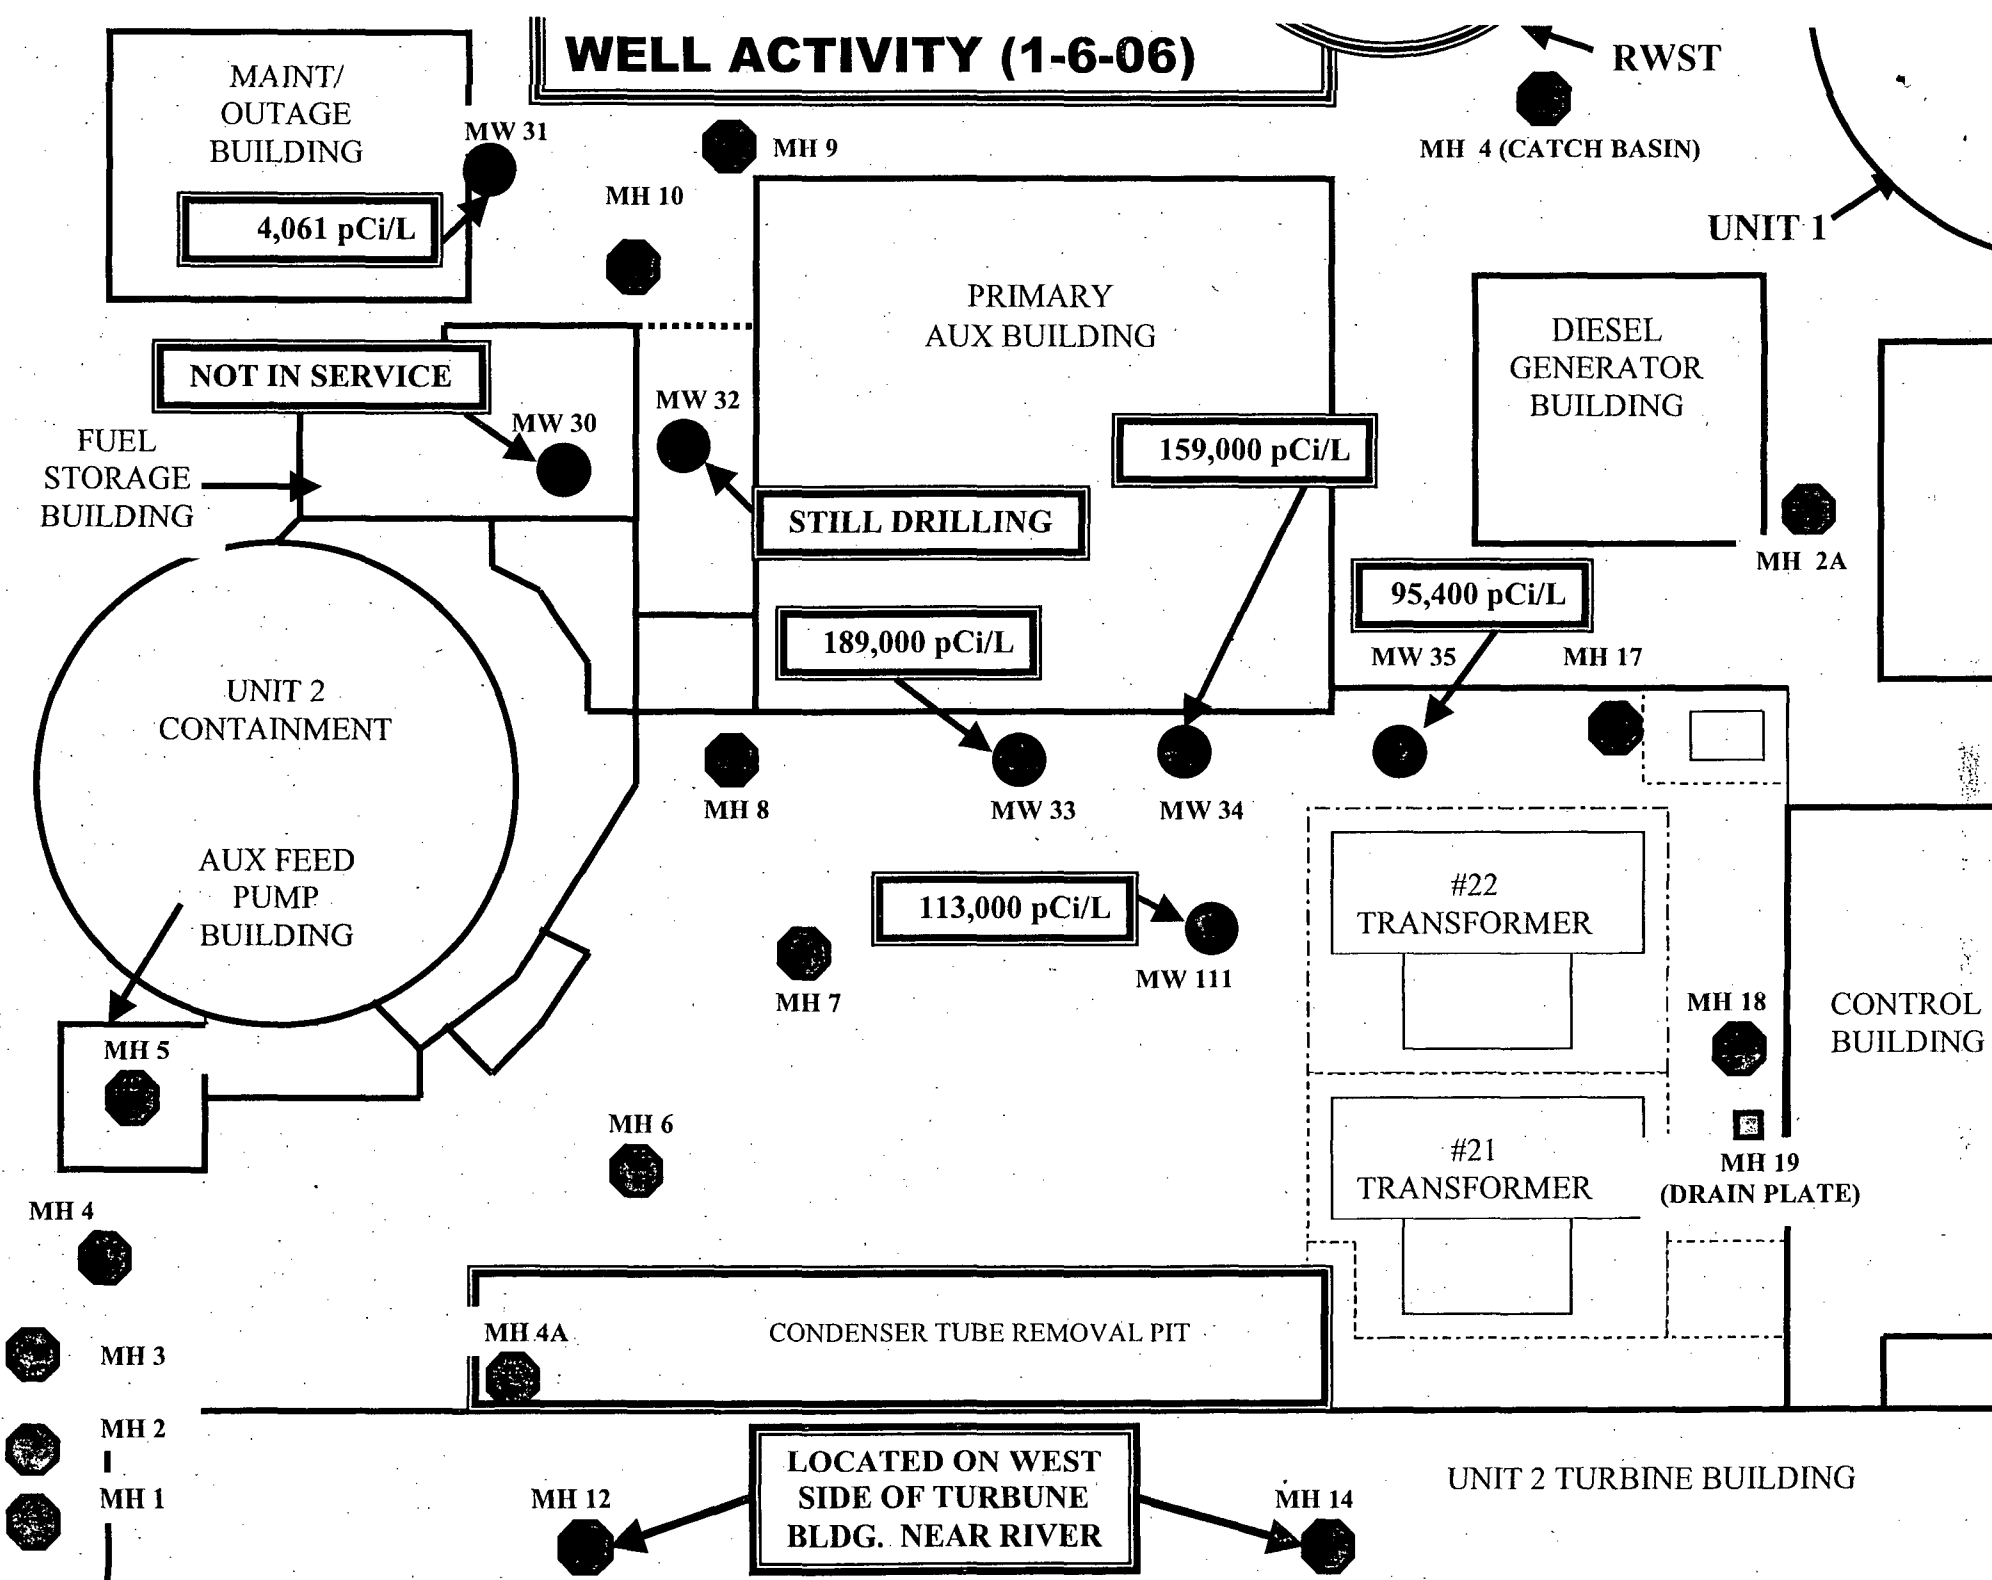 WELL ACTIVITY (1-6-06)
RWST
MAINT/
OUTAGE
BUILDING
MW 31
MH 9
MH 4 (CATCH BASIN)
MH 10
4,061 pCi/L
UNIT 1
PRIMARY
AUX BUILDING
DIESEL
GENERATOR
BUILDING
NOT IN SERVICE
MW 30
MW 32
FUEL
STORAGE
BUILDING
159,000 pCi/L
STILL DRILLING
MH 2A
95,400 pCi/L
189,000 pCi/L
MW 35
MH 17
UNIT 2
CONTAINMENT
MH 8
MW 33
MW 34
AUX FEED
PUMP
BUILDING
113,000 pCi/L
#22
TRANSFORMER
MW 111
MH 7
MH 18
CONTROL
BUILDING
MH 5
MH 6
#21
TRANSFORMER
MH 19
(DRAIN PLATE)
MH 4
MH 4A
CONDENSER TUBE REMOVAL PIT
MH 3
MH 2
MH 1
LOCATED ON WEST
SIDE OF TURBUNE
BLDG. NEAR RIVER
MH 12
MH 14
UNIT 2 TURBINE BUILDING